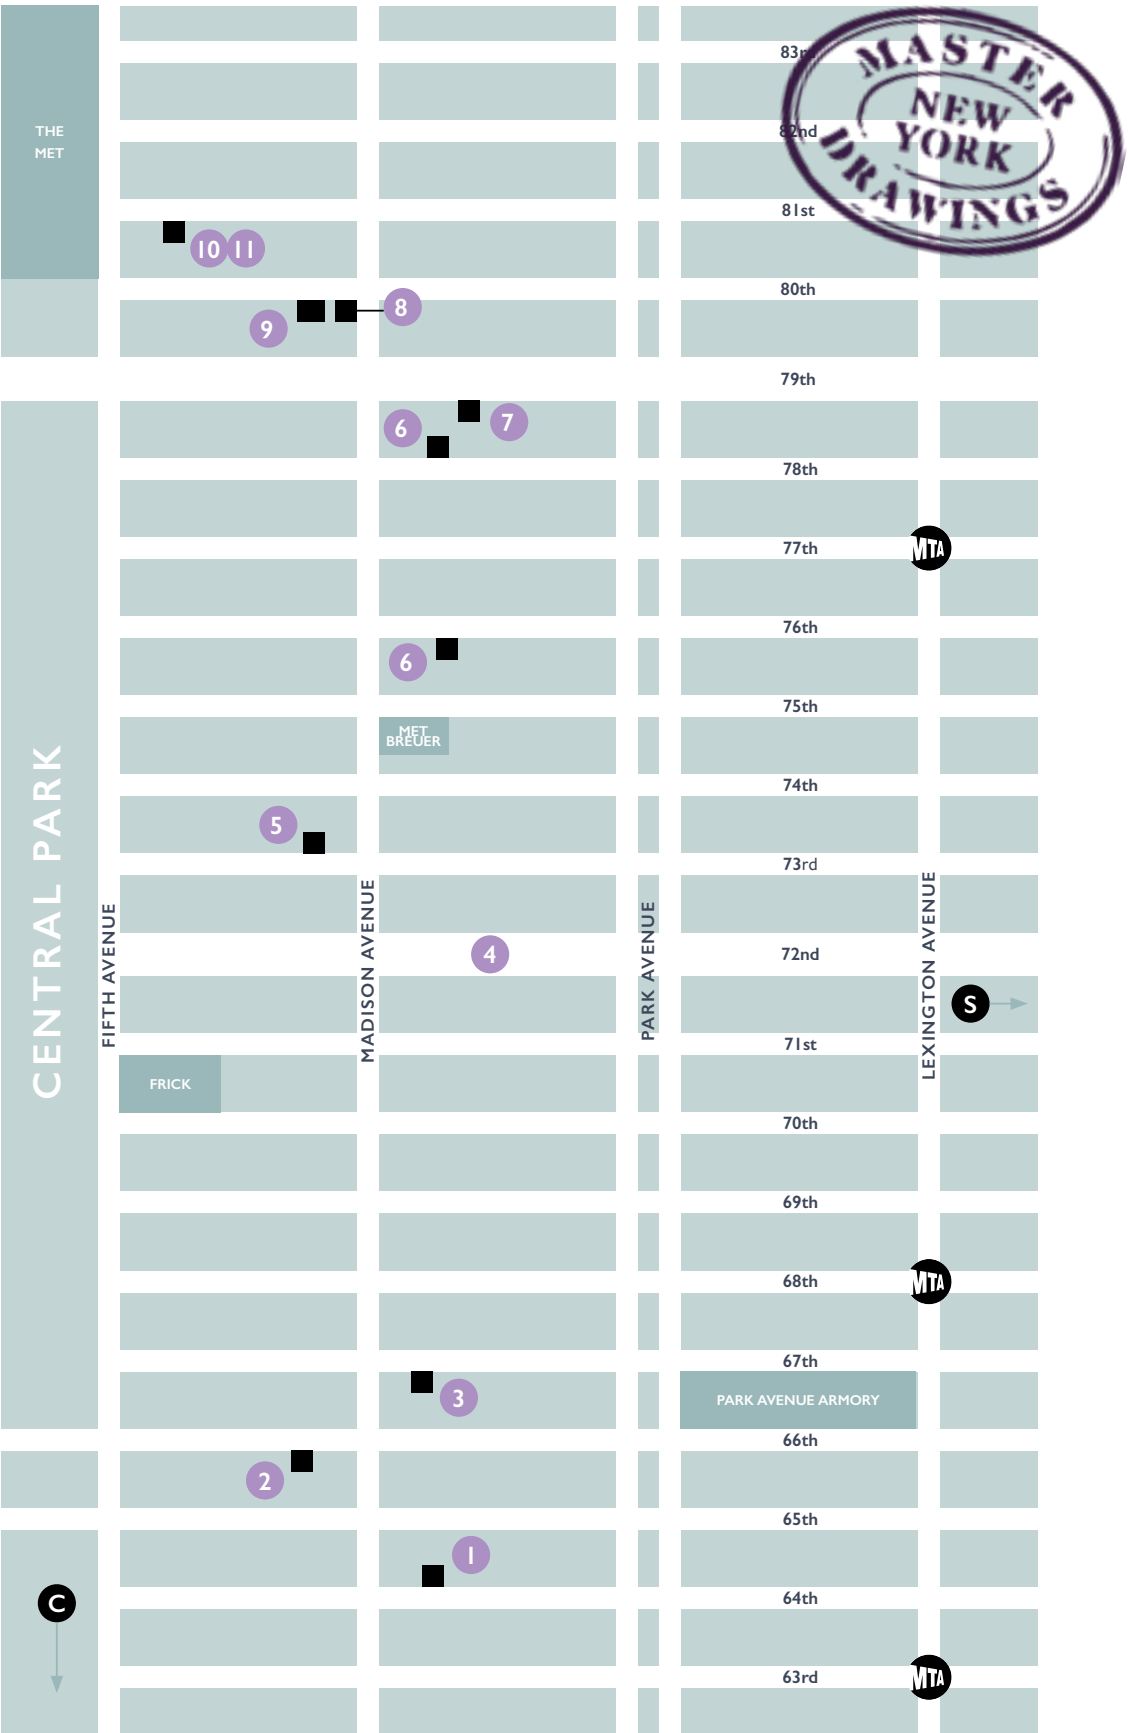 MASTER
NEW
YORK
DRAWINGS
83rd
THE
MET
82nd
81st
10 11
80th
8
9
79th
6
7
78th
MTA
77th
76th
6
75th
MET
BREUER
74th
5
73rd
CENTRAL PARK
FIFTH AVENUE
MADISON AVENUE
PARK AVENUE
LEXINGTON AVENUE
4
72nd
S
71st
FRICK
70th
69th
MTA
68th
67th
3
PARK AVENUE ARMORY
66th
2
65th
1
64th
C
MTA
63rd